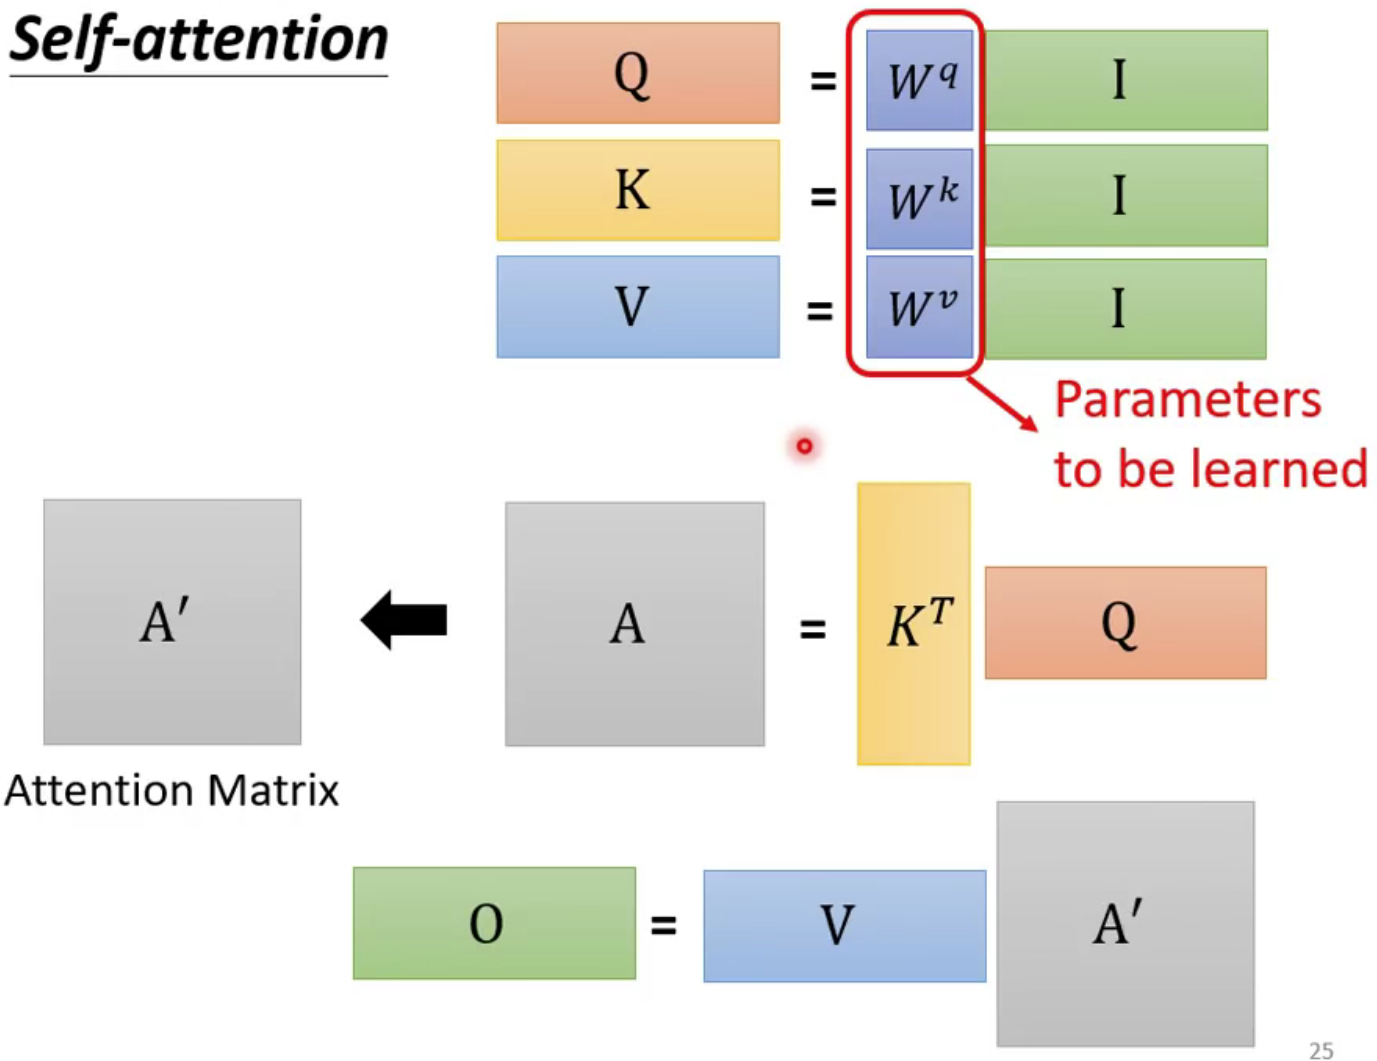 Self-attention
Q = W^q I
K = W^k I
V = W^v I
Parameters
to be learned
A′ A = K^T Q
Attention Matrix
O = V A′
25